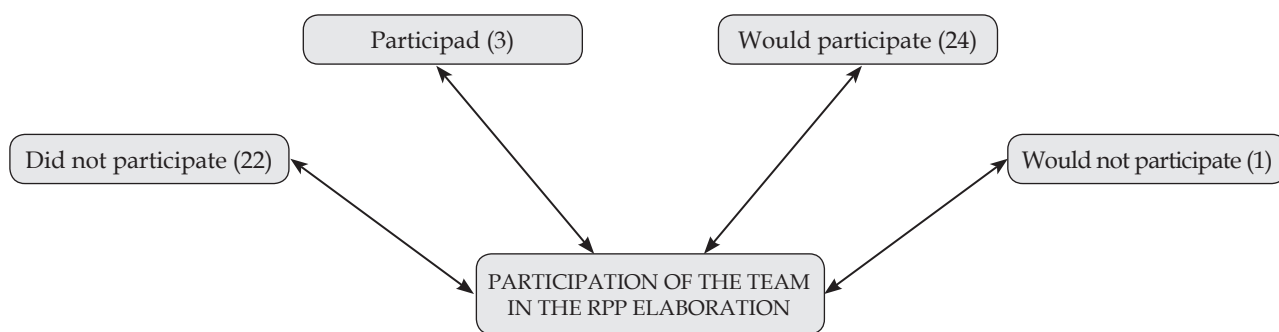 Participad (3)
Would participate (24)
Did not participate (22)
Would not participate (1)
PARTICIPATION OF THE TEAM
IN THE RPP ELABORATION